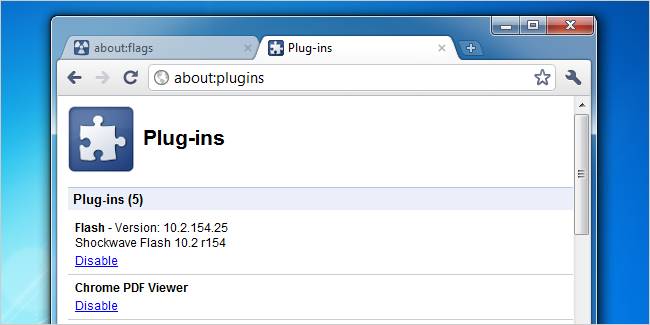 about:flags
Plug-ins
about:plugins
Plug-ins
Plug-ins (5)
Flash - Version: 10.2.154.25
Shockwave Flash 10.2 r154
Disable
Chrome PDF Viewer
Disable